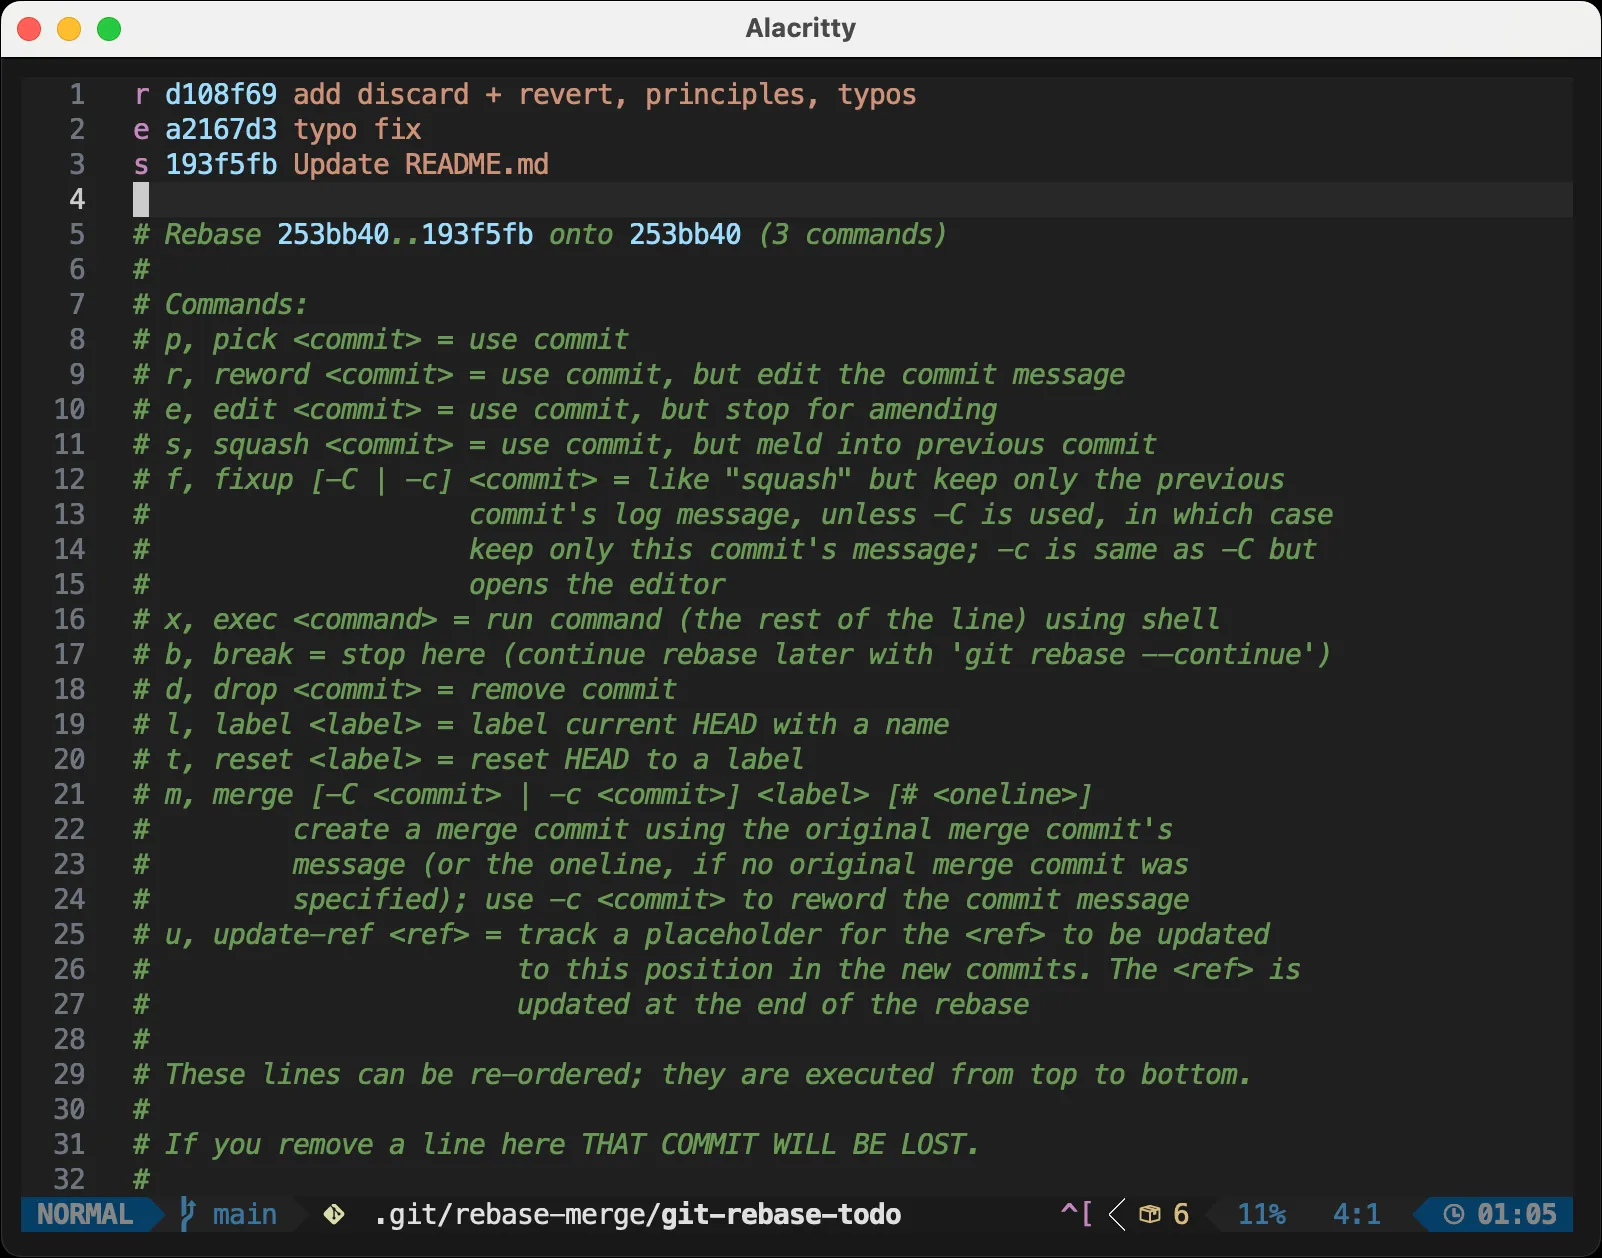 Alacritty
1 r d108f69 add discard + revert, principles, typos
2 e a2167d3 typo fix
3 s 193f5fb Update README.md
4
5 # Rebase 253bb40..193f5fb onto 253bb40 (3 commands)
6 #
7 # Commands:
8 # p, pick <commit> = use commit
9 # r, reword <commit> = use commit, but edit the commit message
10 # e, edit <commit> = use commit, but stop for amending
11 # s, squash <commit> = use commit, but meld into previous commit
12 # f, fixup [-C | -c] <commit> = like "squash" but keep only the previous
13 #                    commit's log message, unless -C is used, in which case
14 #                    keep only this commit's message; -c is same as -C but
15 #                    opens the editor
16 # x, exec <command> = run command (the rest of the line) using shell
17 # b, break = stop here (continue rebase later with 'git rebase --continue')
18 # d, drop <commit> = remove commit
19 # l, label <label> = label current HEAD with a name
20 # t, reset <label> = reset HEAD to a label
21 # m, merge [-C <commit> | -c <commit>] <label> [# <oneline>]
22 #         create a merge commit using the original merge commit's
23 #         message (or the oneline, if no original merge commit was
24 #         specified); use -c <commit> to reword the commit message
25 # u, update-ref <ref> = track a placeholder for the <ref> to be updated
26 #                       to this position in the new commits. The <ref> is
27 #                       updated at the end of the rebase
28 #
29 # These lines can be re-ordered; they are executed from top to bottom.
30 #
31 # If you remove a line here THAT COMMIT WILL BE LOST.
32 #
NORMAL main .git/rebase-merge/git-rebase-todo ^[ 6 11% 4:1 01:05